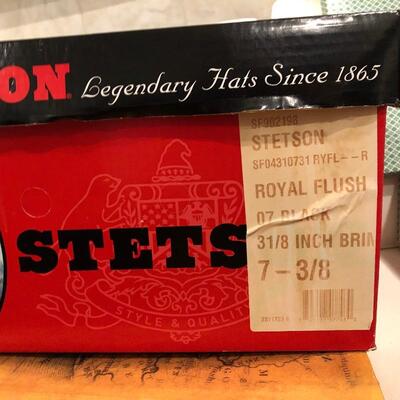 ON® Legendary Hats Since 1865
SF902198
STETSON
SF04310731 RYFL--R
ROYAL FLUSH
07 BLACK
31/8 INCH BRIM
7-3/8
STETS
STYLE & QUALITY